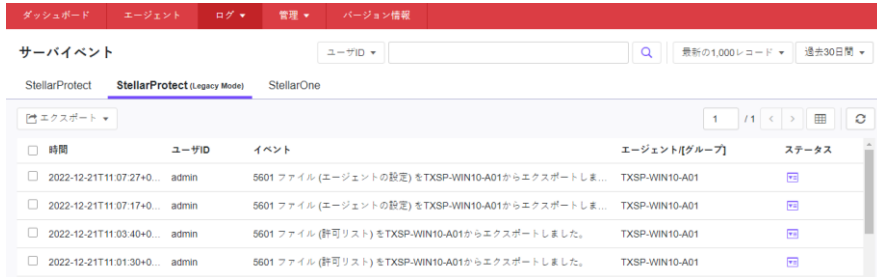 ダッシュボード エージェント ログ ▼ 管理 ▼ バージョン情報
サーバイベント ユーザID ▼ 最新の1,000レコード ▼ 過去30日間 ▼
StellarProtect StellarProtect (Legacy Mode) StellarOne
エクスポート ▼ 1 / 1 < >
時間 ユーザID イベント エージェント/[グループ] ステータス
2022-12-21T11:07:27+0... admin 5601 ファイル (エージェントの設定) をTXSP-WIN10-A01からエクスポートしま... TXSP-WIN10-A01
2022-12-21T11:07:17+0... admin 5601 ファイル (エージェントの設定) をTXSP-WIN10-A01からエクスポートしま... TXSP-WIN10-A01
2022-12-21T11:03:40+0... admin 5601 ファイル (許可リスト) をTXSP-WIN10-A01からエクスポートしました。 TXSP-WIN10-A01
2022-12-21T11:01:30+0... admin 5601 ファイル (許可リスト) をTXSP-WIN10-A01からエクスポートしました。 TXSP-WIN10-A01